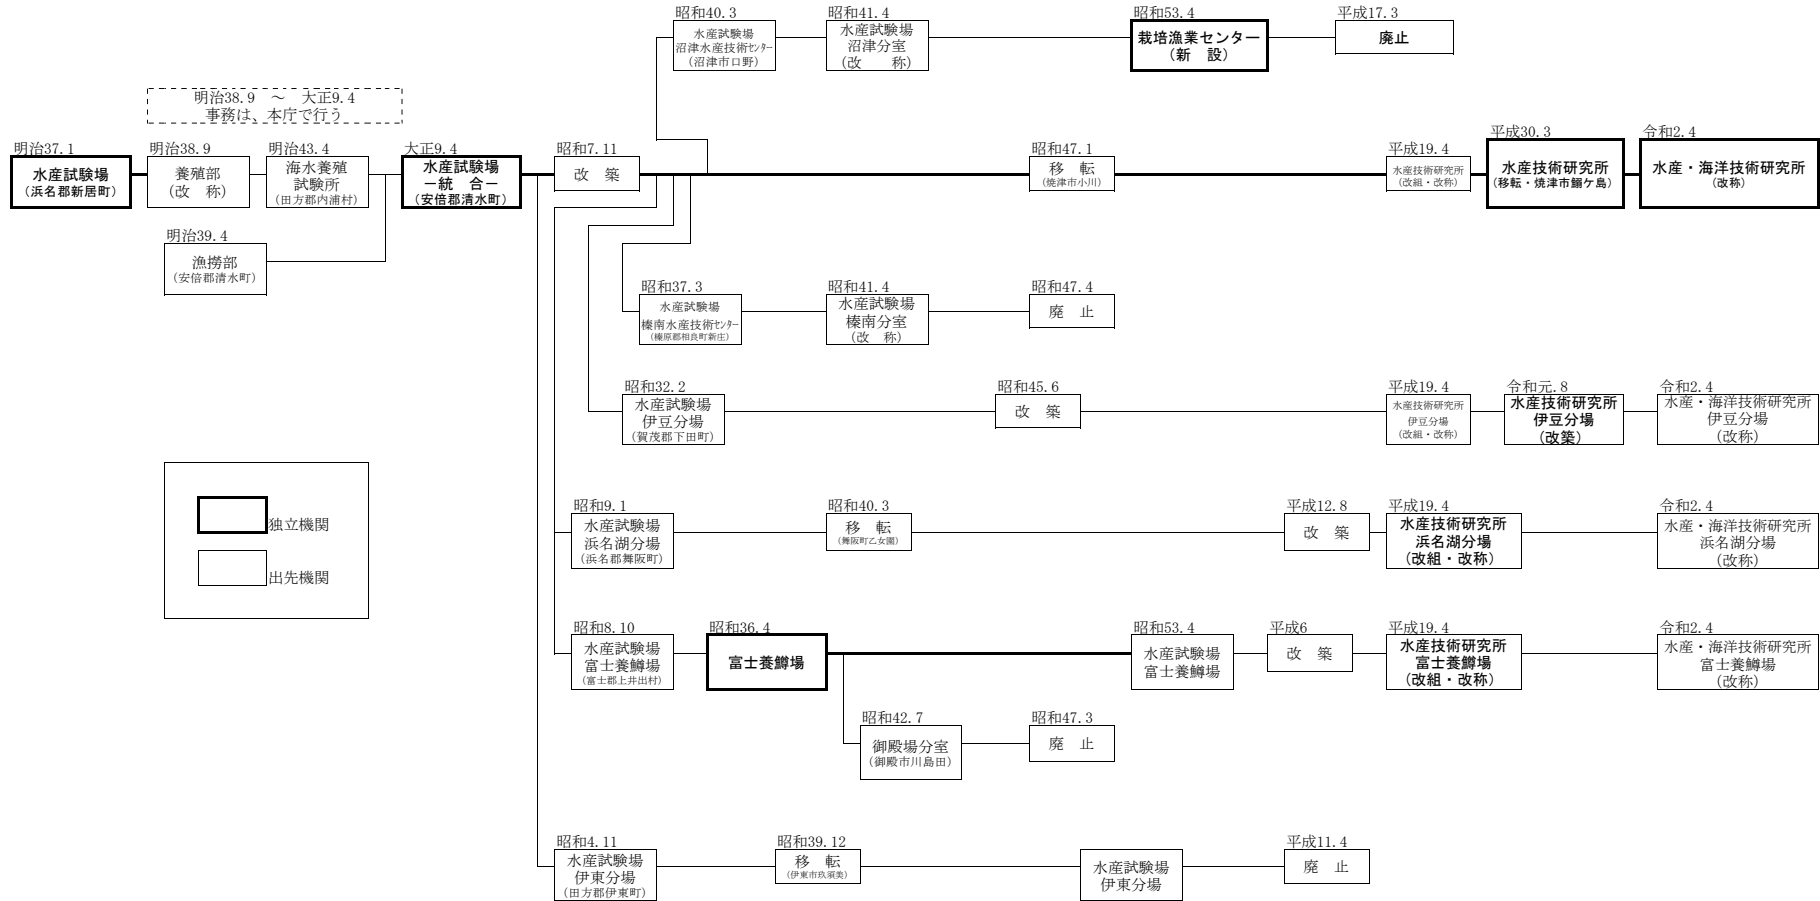 昭和40.3
水産試験場
沼津水産技術ｾﾝﾀｰ
(沼津市口野)
昭和41.4
水産試験場
沼津分室
(改　　称)
昭和53.4
栽培漁業センター
(新　設)
平成17.3
廃止
明治38.9　～　大正9.4
事務は、本庁で行う
明治37.1
水産試験場
(浜名郡新居町)
明治38.9
養殖部
(改　称)
明治43.4
海水養殖
試験所
(田方郡内浦村)
大正9.4
水産試験場
－統　合－
(安倍郡清水町)
昭和7.11
改　築
昭和47.1
移　転
(焼津市小川)
平成19.4
水産技術研究所
(改組・改称)
平成30.3
水産技術研究所
(移転・焼津市鰯ケ島)
令和2.4
水産・海洋技術研究所
(改称)
明治39.4
漁撈部
(安倍郡清水町)
昭和37.3
水産試験場
榛南水産技術ｾﾝﾀｰ
(榛原郡相良町新庄)
昭和41.4
水産試験場
榛南分室
(改　称)
昭和47.4
廃　止
昭和32.2
水産試験場
伊豆分場
(賀茂郡下田町)
昭和45.6
改　築
平成19.4
水産技術研究所
伊豆分場
(改組・改称)
令和元.8
水産技術研究所
伊豆分場
(改築)
令和2.4
水産・海洋技術研究所
伊豆分場
(改称)
独立機関
出先機関
昭和9.1
水産試験場
浜名湖分場
(浜名郡舞阪町)
昭和40.3
移　転
(舞阪町乙女園)
平成12.8
改　築
平成19.4
水産技術研究所
浜名湖分場
(改組・改称)
令和2.4
水産・海洋技術研究所
浜名湖分場
(改称)
昭和8.10
水産試験場
富士養鱒場
(富士郡上井出村)
昭和36.4
富士養鱒場
昭和53.4
水産試験場
富士養鱒場
平成6
改　築
平成19.4
水産技術研究所
富士養鱒場
(改組・改称)
令和2.4
水産・海洋技術研究所
富士養鱒場
(改称)
昭和42.7
御殿場分室
(御殿市川島田)
昭和47.3
廃　止
昭和4.11
水産試験場
伊東分場
(田方郡伊東町)
昭和39.12
移　転
(伊東市玖須美)
水産試験場
伊東分場
平成11.4
廃　止